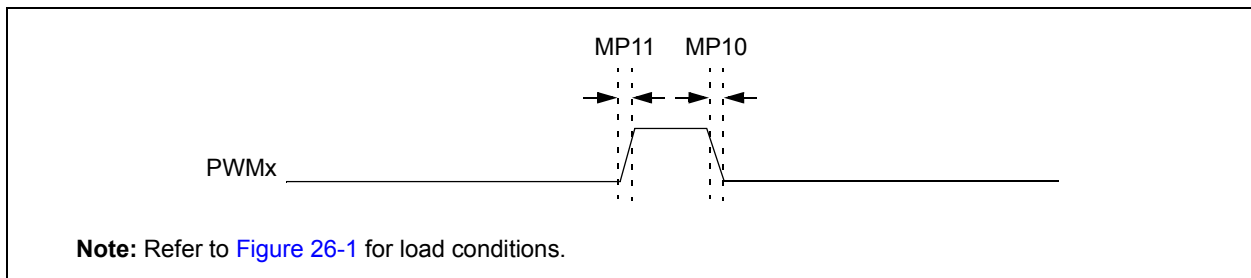 MP11 MP10
PWMx
Note: Refer to Figure 26-1 for load conditions.